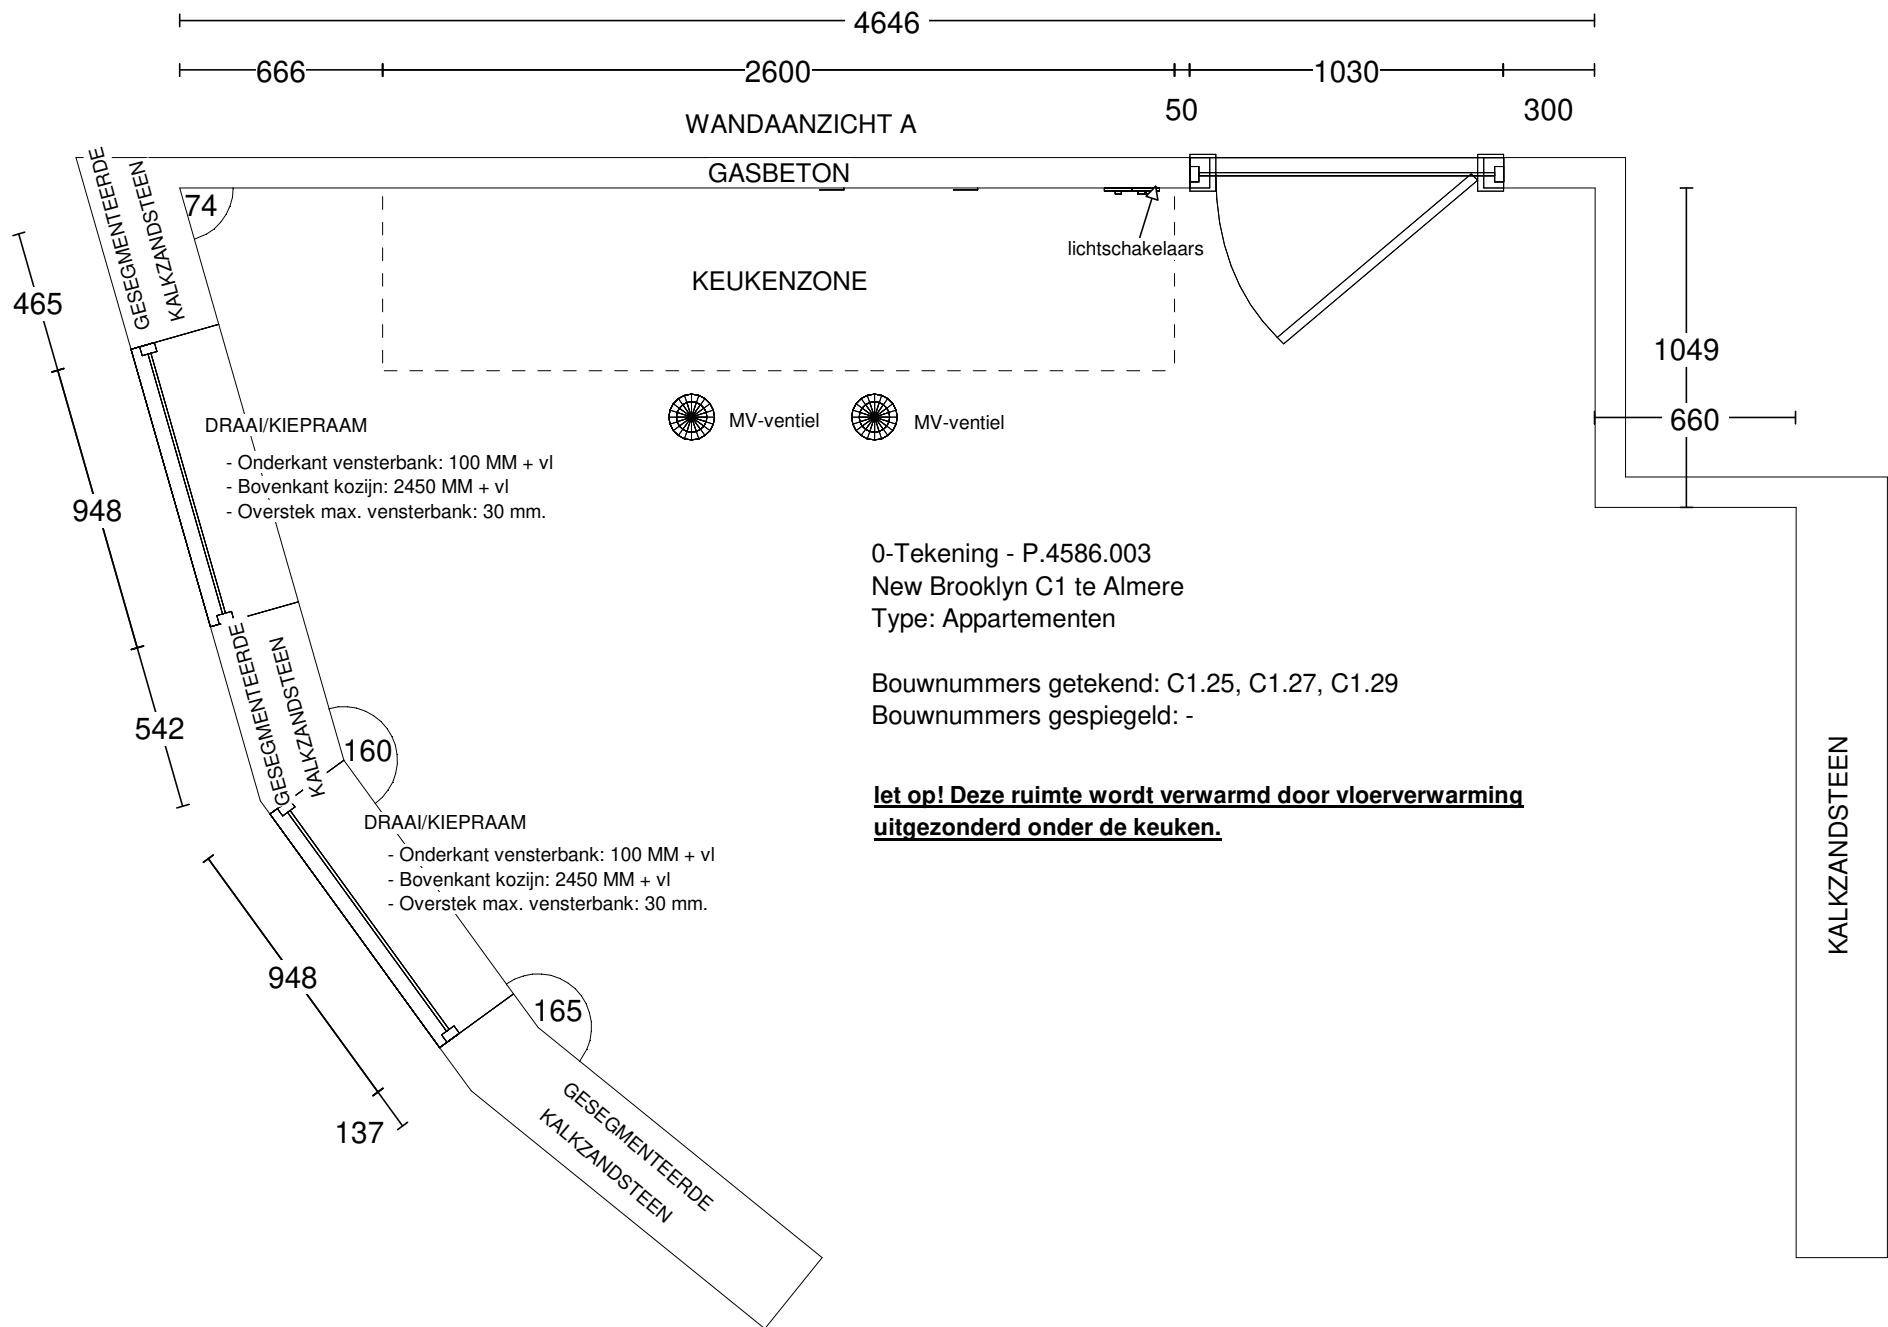 4646
666
2600
50
1030
300
WANDAANZICHT A
GASBETON
GESEGMENTEERDE
KALKZANDSTEEN
74
lichtschakelaars
KEUKENZONE
465
1049
660
DRAAI/KIEPRAAM
- Onderkant vensterbank: 100 MM + vl
- Bovenkant kozijn: 2450 MM + vl
- Overstek max. vensterbank: 30 mm.
MV-ventiel
MV-ventiel
948
0-Tekening - P.4586.003
New Brooklyn C1 te Almere
Type: Appartementen
Bouwnummers getekend: C1.25, C1.27, C1.29
Bouwnummers gespiegeld: -
GESEGMENTEERDE
KALKZANDSTEEN
542
160
let op! Deze ruimte wordt verwarmd door vloerverwarming
uitgezonderd onder de keuken.
KALKZANDSTEEN
DRAAI/KIEPRAAM
- Onderkant vensterbank: 100 MM + vl
- Bovenkant kozijn: 2450 MM + vl
- Overstek max. vensterbank: 30 mm.
948
165
137
GESEGMENTEERDE
KALKZANDSTEEN